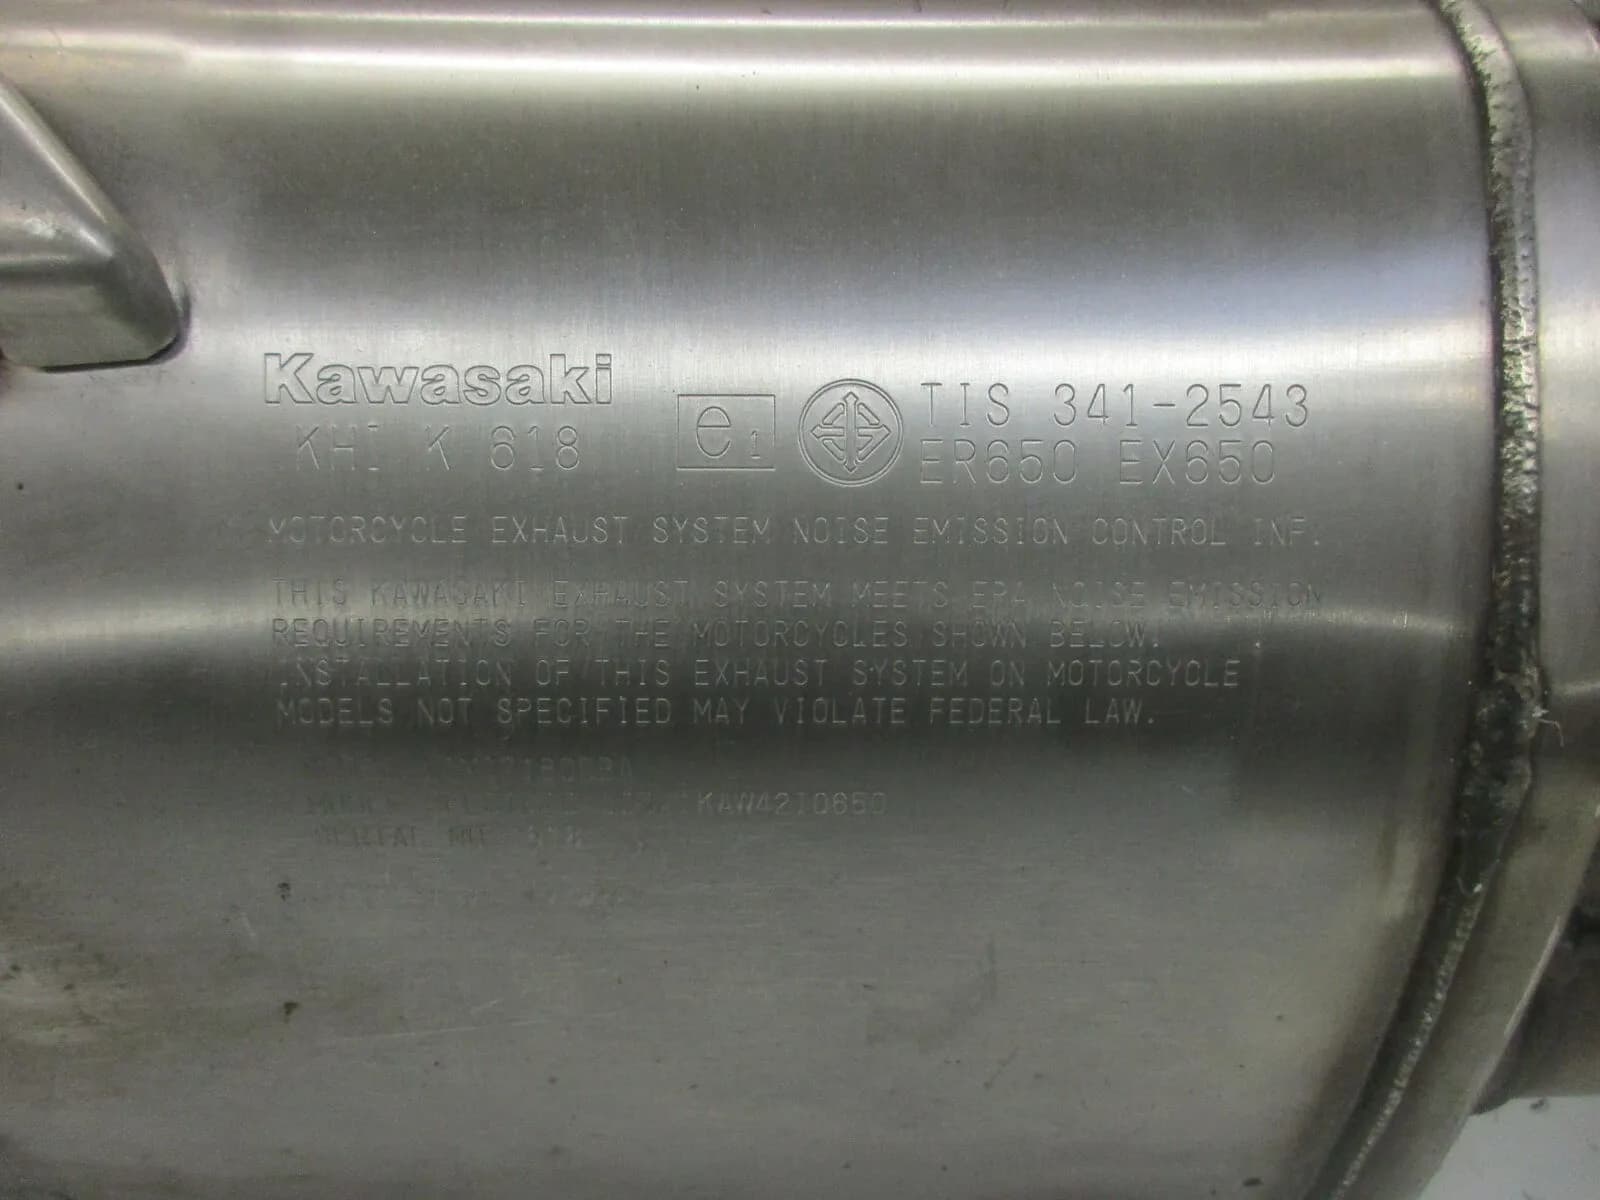 Kawasaki
KHI K 618
e1
TIS 341-2543
ER650 EX650
MOTORCYCLE EXHAUST SYSTEM NOISE EMISSION CONTROL INF.
THIS KAWASAKI EXHAUST SYSTEM MEETS EPA NOISE EMISSION
REQUIREMENTS FOR THE MOTORCYCLES SHOWN BELOW.
INSTALLATION OF THIS EXHAUST SYSTEM ON MOTORCYCLE
MODELS NOT SPECIFIED MAY VIOLATE FEDERAL LAW.
KAW4210650